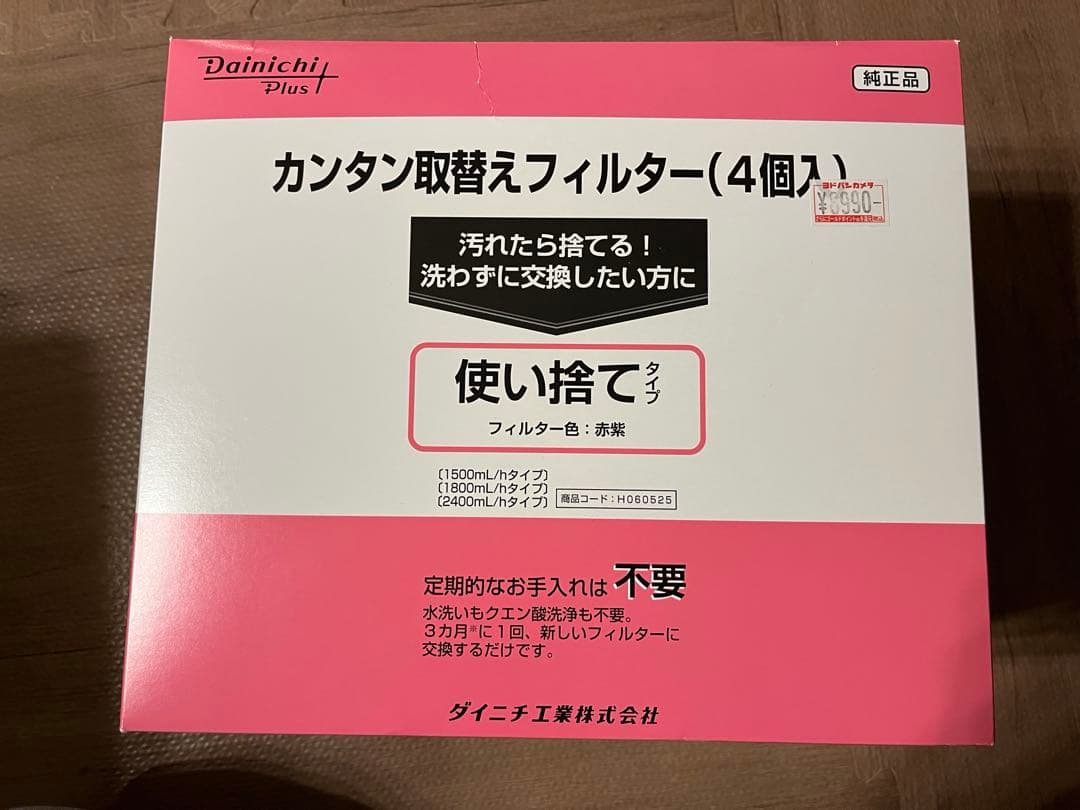 Dainichi
Plus
純正品
カンタン取替えフィルター(4個入)
ヨドバシカメラ
¥8990-
汚れたら捨てる!
洗わずに交換したい方に
使い捨てタイプ
フィルター色:赤紫
〔1500mL/hタイプ〕
〔1800mL/hタイプ〕
〔2400mL/hタイプ〕
商品コード:H060525
定期的なお手入れは 不要
水洗いもクエン酸洗浄も不要。
3カ月※に1回、新しいフィルターに
交換するだけです。
ダイニチ工業株式会社